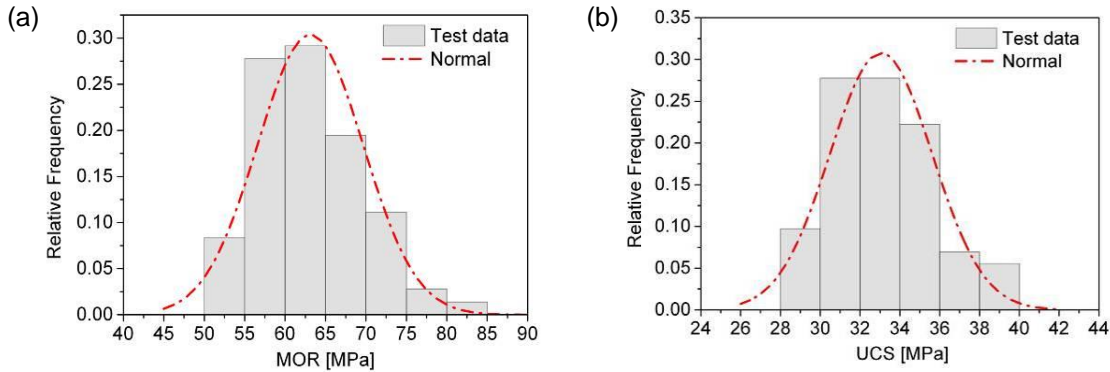 (a)
Relative Frequency
0.30
0.25
0.20
0.15
0.10
0.05
0.00
Test data
Normal
40 45 50 55 60 65 70 75 80 85 90
MOR [MPa]
(b)
Relative Frequency
0.35
0.30
0.25
0.20
0.15
0.10
0.05
0.00
Test data
Normal
24 26 28 30 32 34 36 38 40 42 44
UCS [MPa]